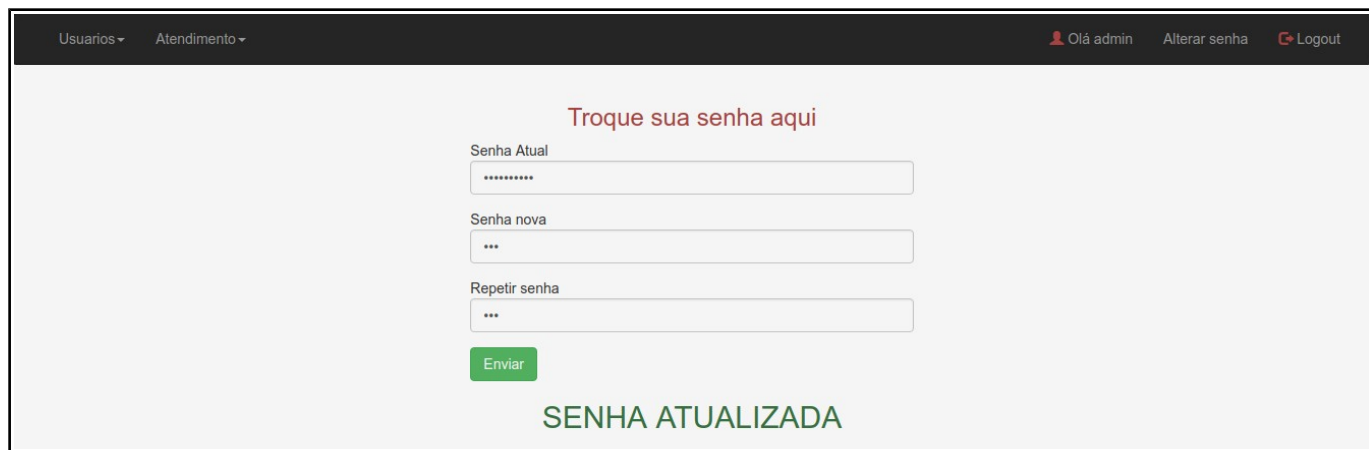 Usuarios Atendimento Olá admin Alterar senha Logout
Troque sua senha aqui
Senha Atual
••••••••••
Senha nova
•••
Repetir senha
•••
Enviar
SENHA ATUALIZADA